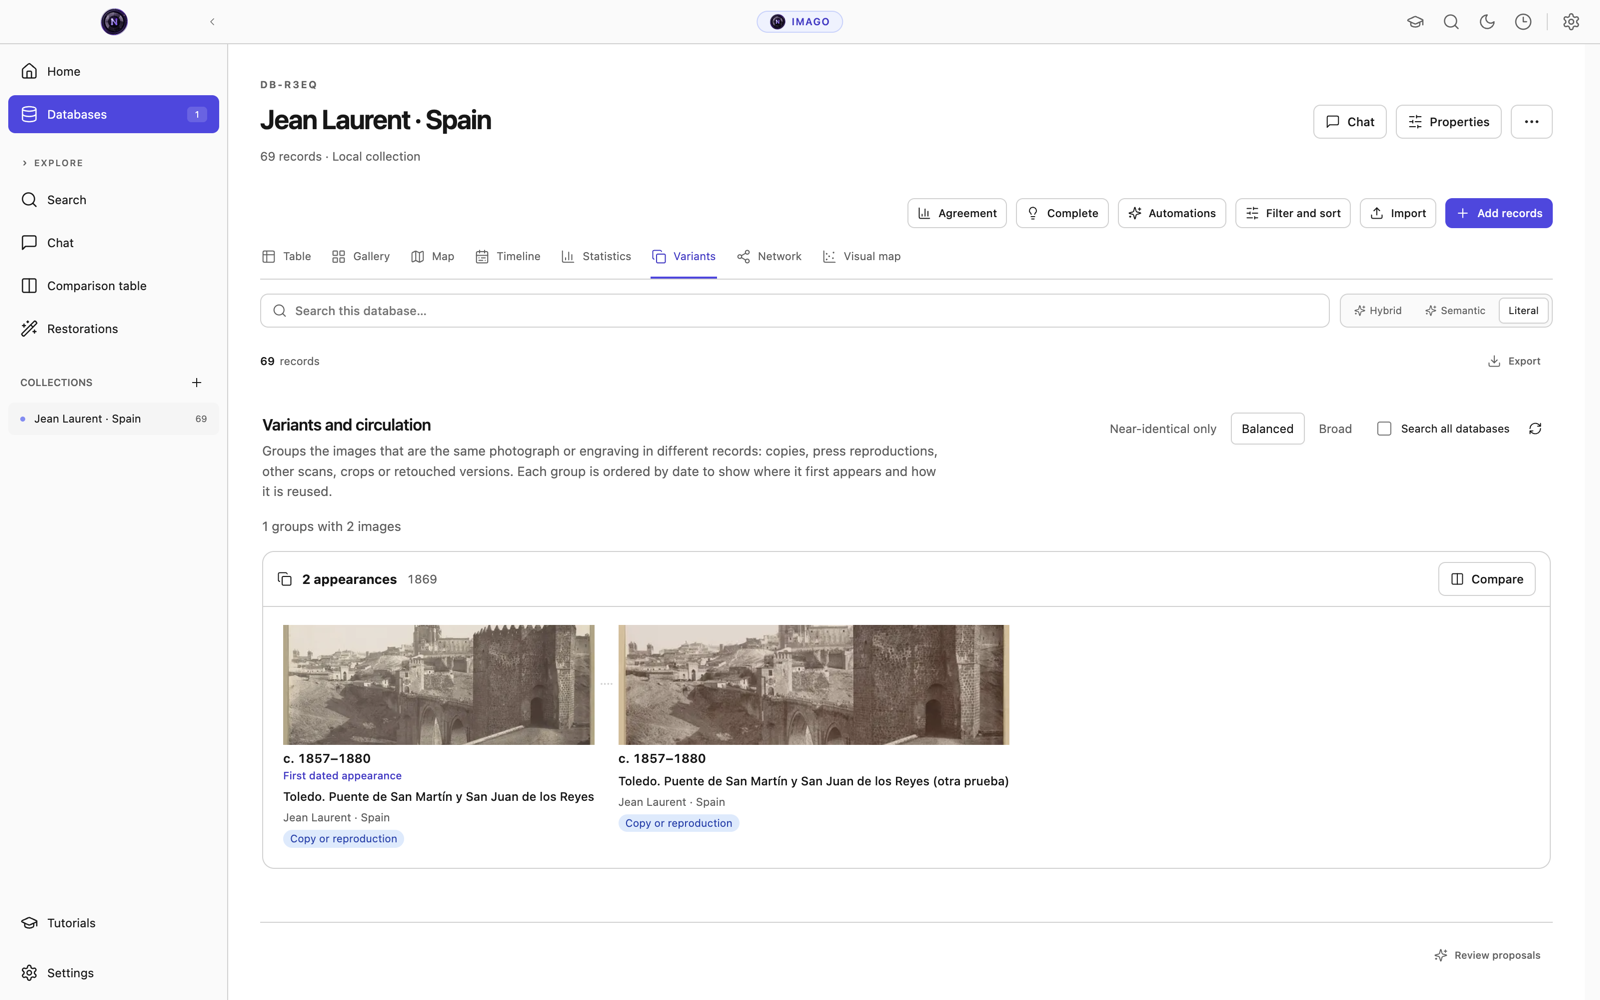 N
IMAGO
Home
Databases 1
EXPLORE
Search
Chat
Comparison table
Restorations
COLLECTIONS
Jean Laurent · Spain 69
Tutorials
Settings
DB-R3EQ
Jean Laurent · Spain
69 records · Local collection
Chat Properties
Agreement Complete Automations Filter and sort Import Add records
Table Gallery Map Timeline Statistics Variants Network Visual map
Search this database...
Hybrid Semantic Literal
69 records
Export
Variants and circulation
Near-identical only Balanced Broad Search all databases
Groups the images that are the same photograph or engraving in different records: copies, press reproductions,
other scans, crops or retouched versions. Each group is ordered by date to show where it first appears and how
it is reused.
1 groups with 2 images
2 appearances 1869
Compare
c. 1857–1880
First dated appearance
Toledo. Puente de San Martín y San Juan de los Reyes
Jean Laurent · Spain
Copy or reproduction
c. 1857–1880
Toledo. Puente de San Martín y San Juan de los Reyes (otra prueba)
Jean Laurent · Spain
Copy or reproduction
Review proposals